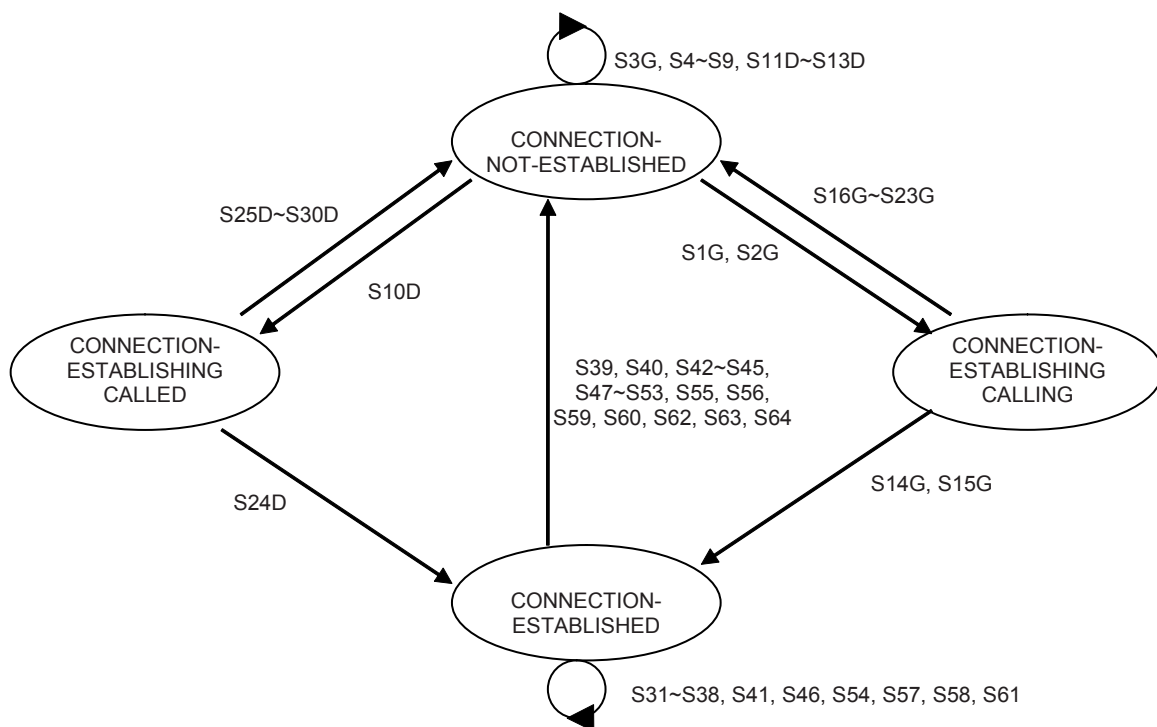 S3G, S4~S9, S11D~S13D
CONNECTION-
NOT-ESTABLISHED
S25D~S30D
S16G~S23G
S1G, S2G
S10D
CONNECTION-
ESTABLISHING
CALLED
S39, S40, S42~S45,
S47~S53, S55, S56,
S59, S60, S62, S63, S64
CONNECTION-
ESTABLISHING
CALLING
S24D
S14G, S15G
CONNECTION-
ESTABLISHED
S31~S38, S41, S46, S54, S57, S58, S61